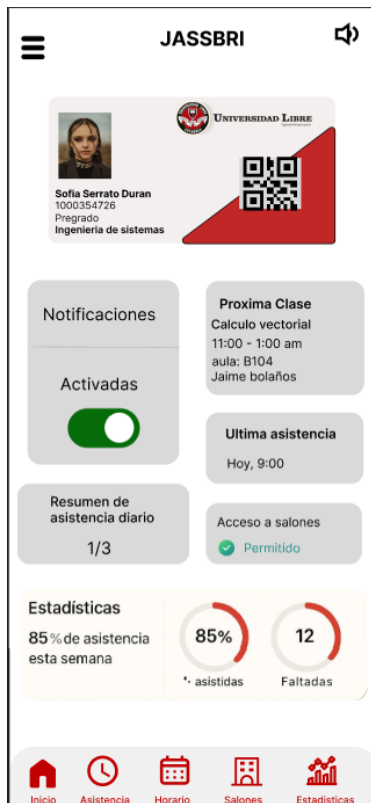 JASSBRI
UNIVERSIDAD LIBRE
Sofia Serrato Duran
1000354726
Pregrado
Ingenieria de sistemas
Notificaciones
Activadas
Proxima Clase
Calculo vectorial
11:00 - 1:00 am
aula: B104
Jaime bolaños
Ultima asistencia
Hoy, 9:00
Resumen de
asistencia diario
1/3
Acceso a salones
Permitido
Estadísticas
85% de asistencia
esta semana
85%
asistidas
12
Faltadas
Inicio
Asistencia
Horario
Salones
Estadisticas